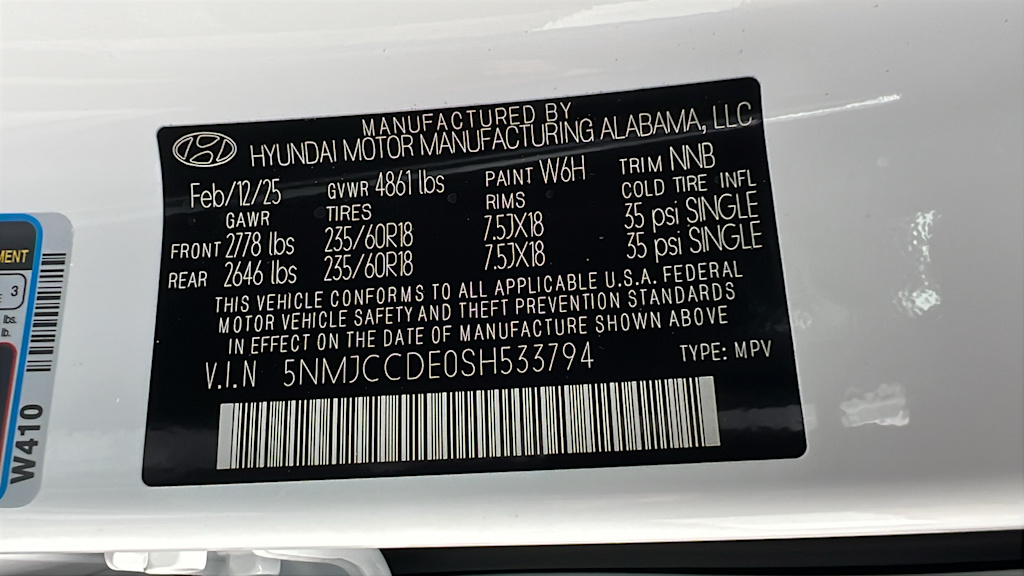 MANUFACTURED BY
HYUNDAI MOTOR MANUFACTURING ALABAMA, LLC
Feb/12/25 GVWR 4861 lbs PAINT W6H TRIM NNB
GAWR TIRES RIMS COLD TIRE INFL
FRONT 2778 lbs 235/60R18 7.5JX18 35 psi SINGLE
REAR 2646 lbs 235/60R18 7.5JX18 35 psi SINGLE
THIS VEHICLE CONFORMS TO ALL APPLICABLE U.S.A. FEDERAL
MOTOR VEHICLE SAFETY AND THEFT PREVENTION STANDARDS
IN EFFECT ON THE DATE OF MANUFACTURE SHOWN ABOVE
V.I.N 5NMJCCDE0SH533794 TYPE: MPV
3
lbs.
lb.
W410